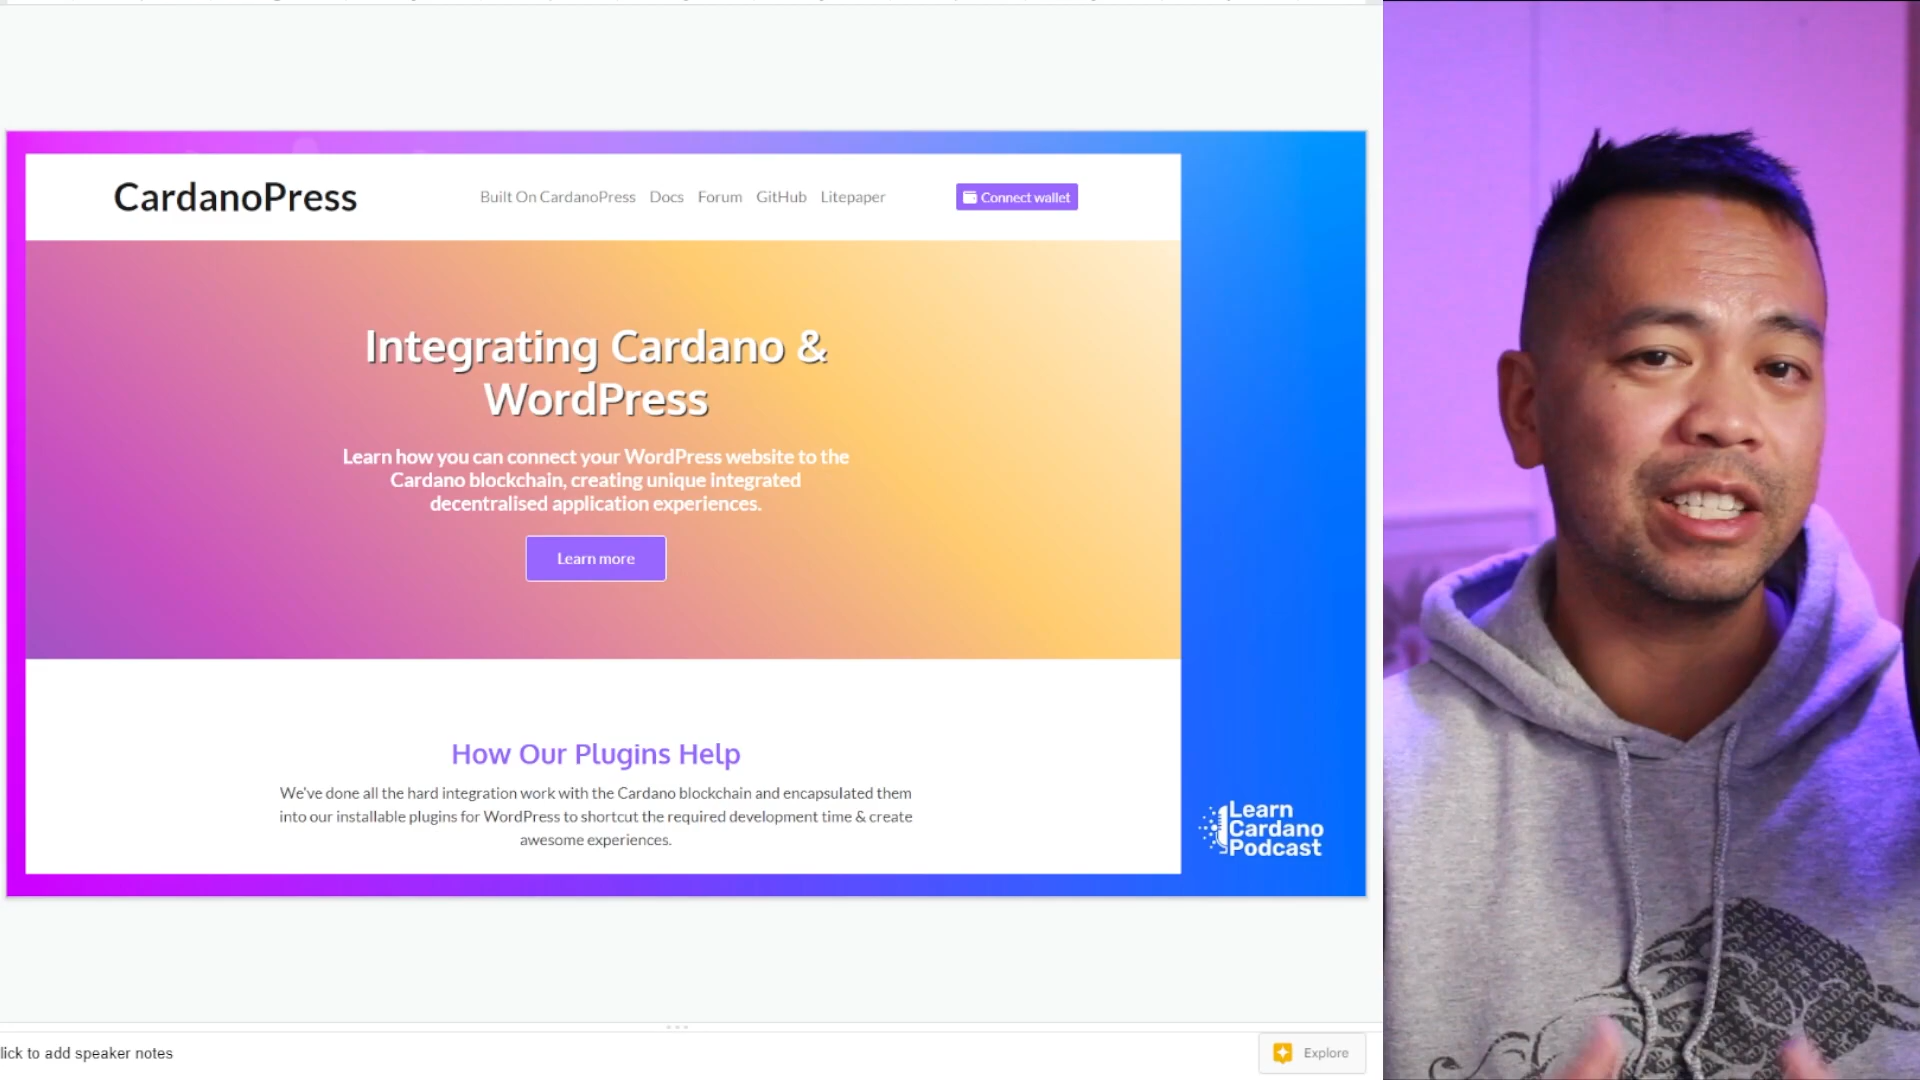 CardanoPress
Built On CardanoPress Docs Forum GitHub Litepaper
Connect wallet
Integrating Cardano &
WordPress
Learn how you can connect your WordPress website to the
Cardano blockchain, creating unique integrated
decentralised application experiences.
Learn more
How Our Plugins Help
We've done all the hard integration work with the Cardano blockchain and encapsulated them
into our installable plugins for WordPress to shortcut the required development time & create
awesome experiences.
Learn
Cardano
Podcast
lick to add speaker notes
Explore